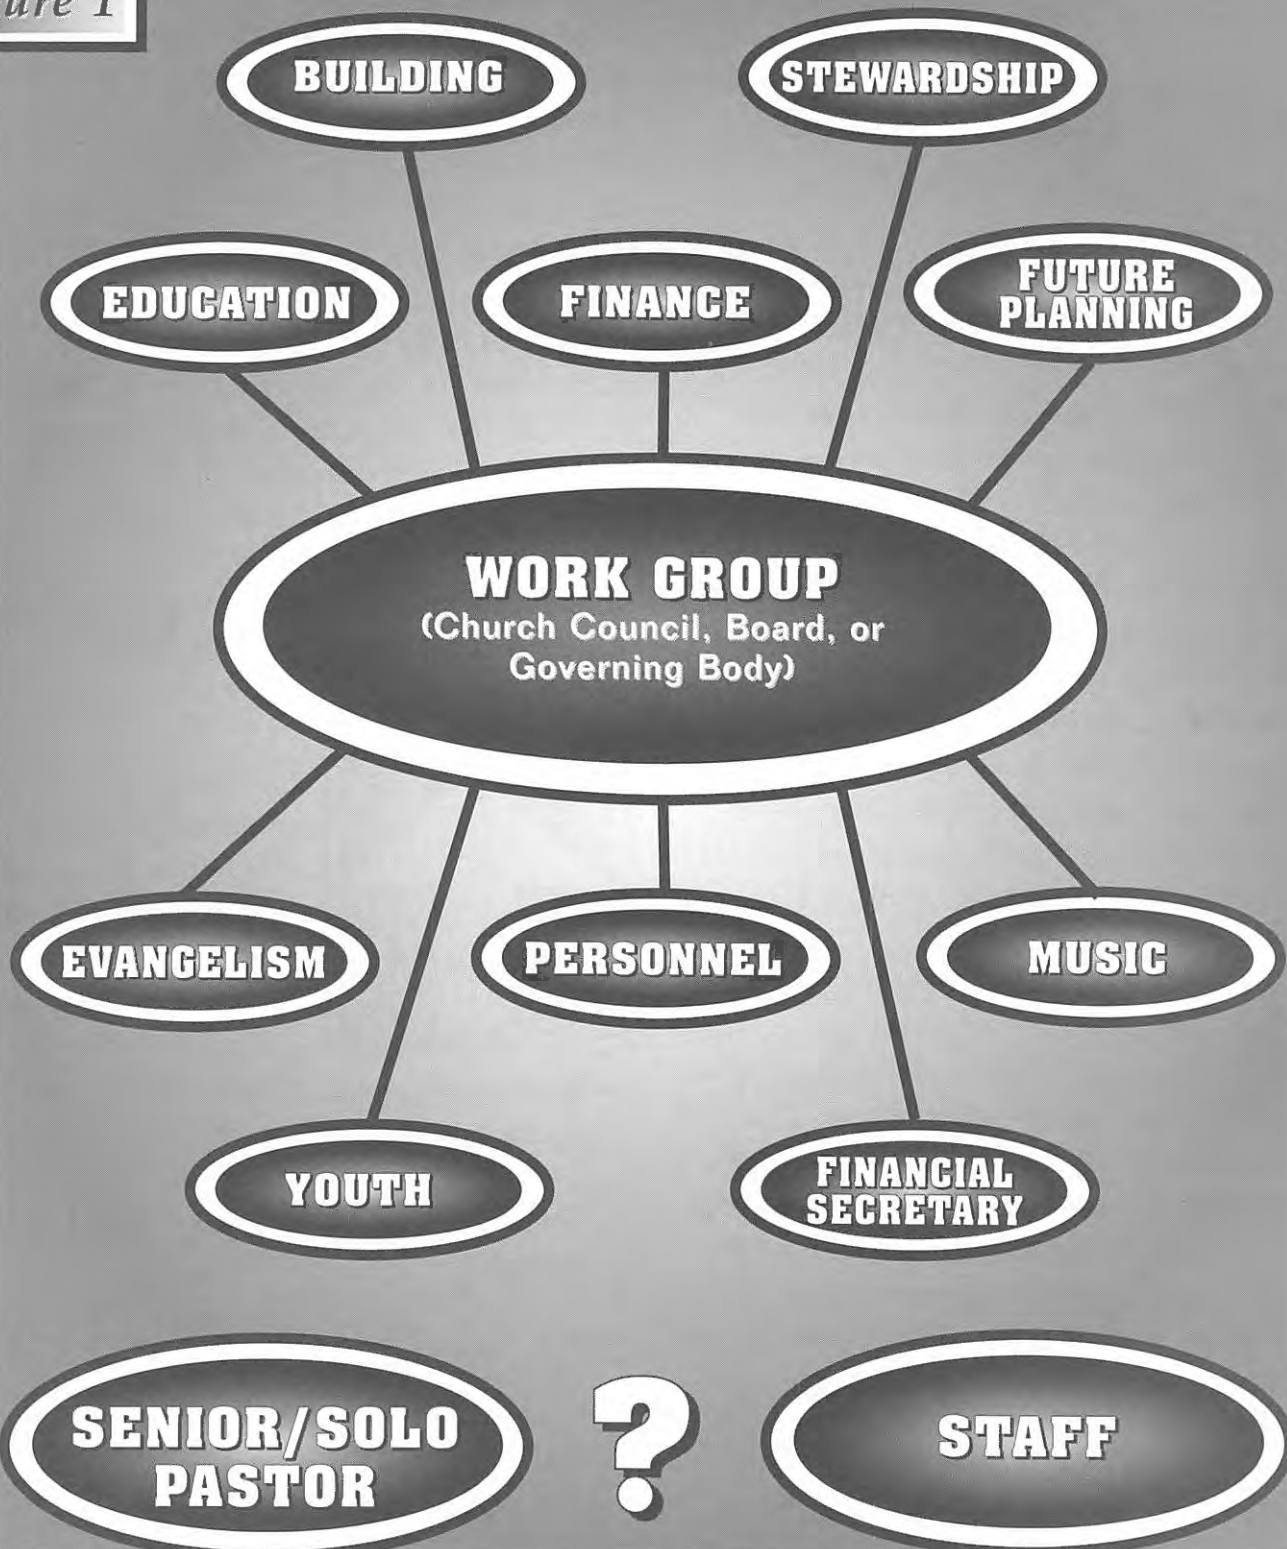 1
BUILDING
STEWARDSHIP
EDUCATION
FINANCE
FUTURE
PLANNING
WORK GROUP
(Church Council, Board, or
Governing Body)
EVANGELISM
PERSONNEL
MUSIC
YOUTH
FINANCIAL
SECRETARY
SENIOR/SOLO
PASTOR
?
STAFF